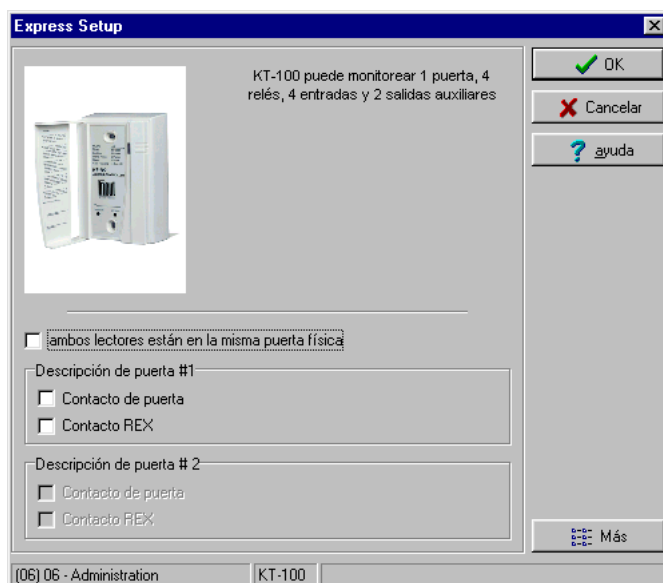 Express Setup
KT-100 puede monitorear 1 puerta, 4
relés, 4 entradas y 2 salidas auxiliares
OK
Cancelar
ayuda
ambos lectores están en la misma puerta física
Descripción de puerta #1
Contacto de puerta
Contacto REX
Descripción de puerta # 2
Contacto de puerta
Contacto REX
Más
(06) 06 - Administration
KT-100